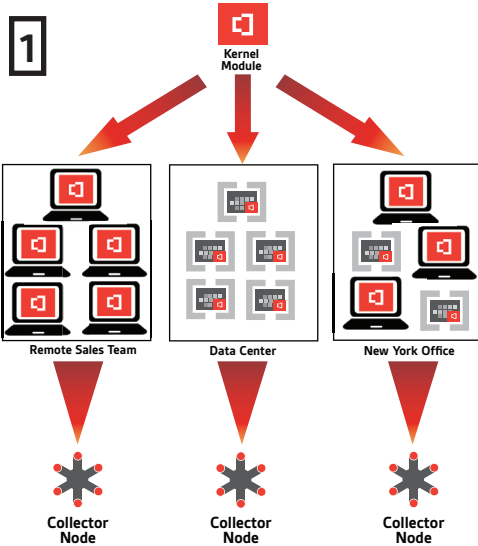 1
Kernel
Module
Remote Sales Team
Data Center
New York Office
Collector
Node
Collector
Node
Collector
Node